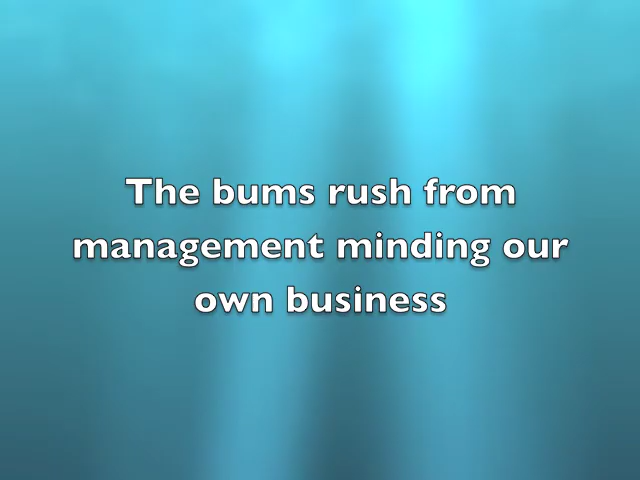 The bums rush from
management minding our
own business